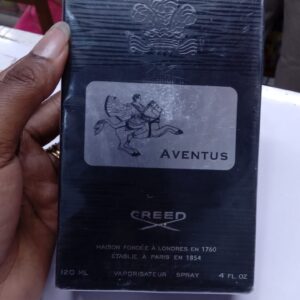 AVENTUS
CREED
MAISON FONDÉE A LONDRES EN 1760
ÉTABLIE A PARIS EN 1854
120 ML VAPORISATEUR SPRAY 4 FL OZ